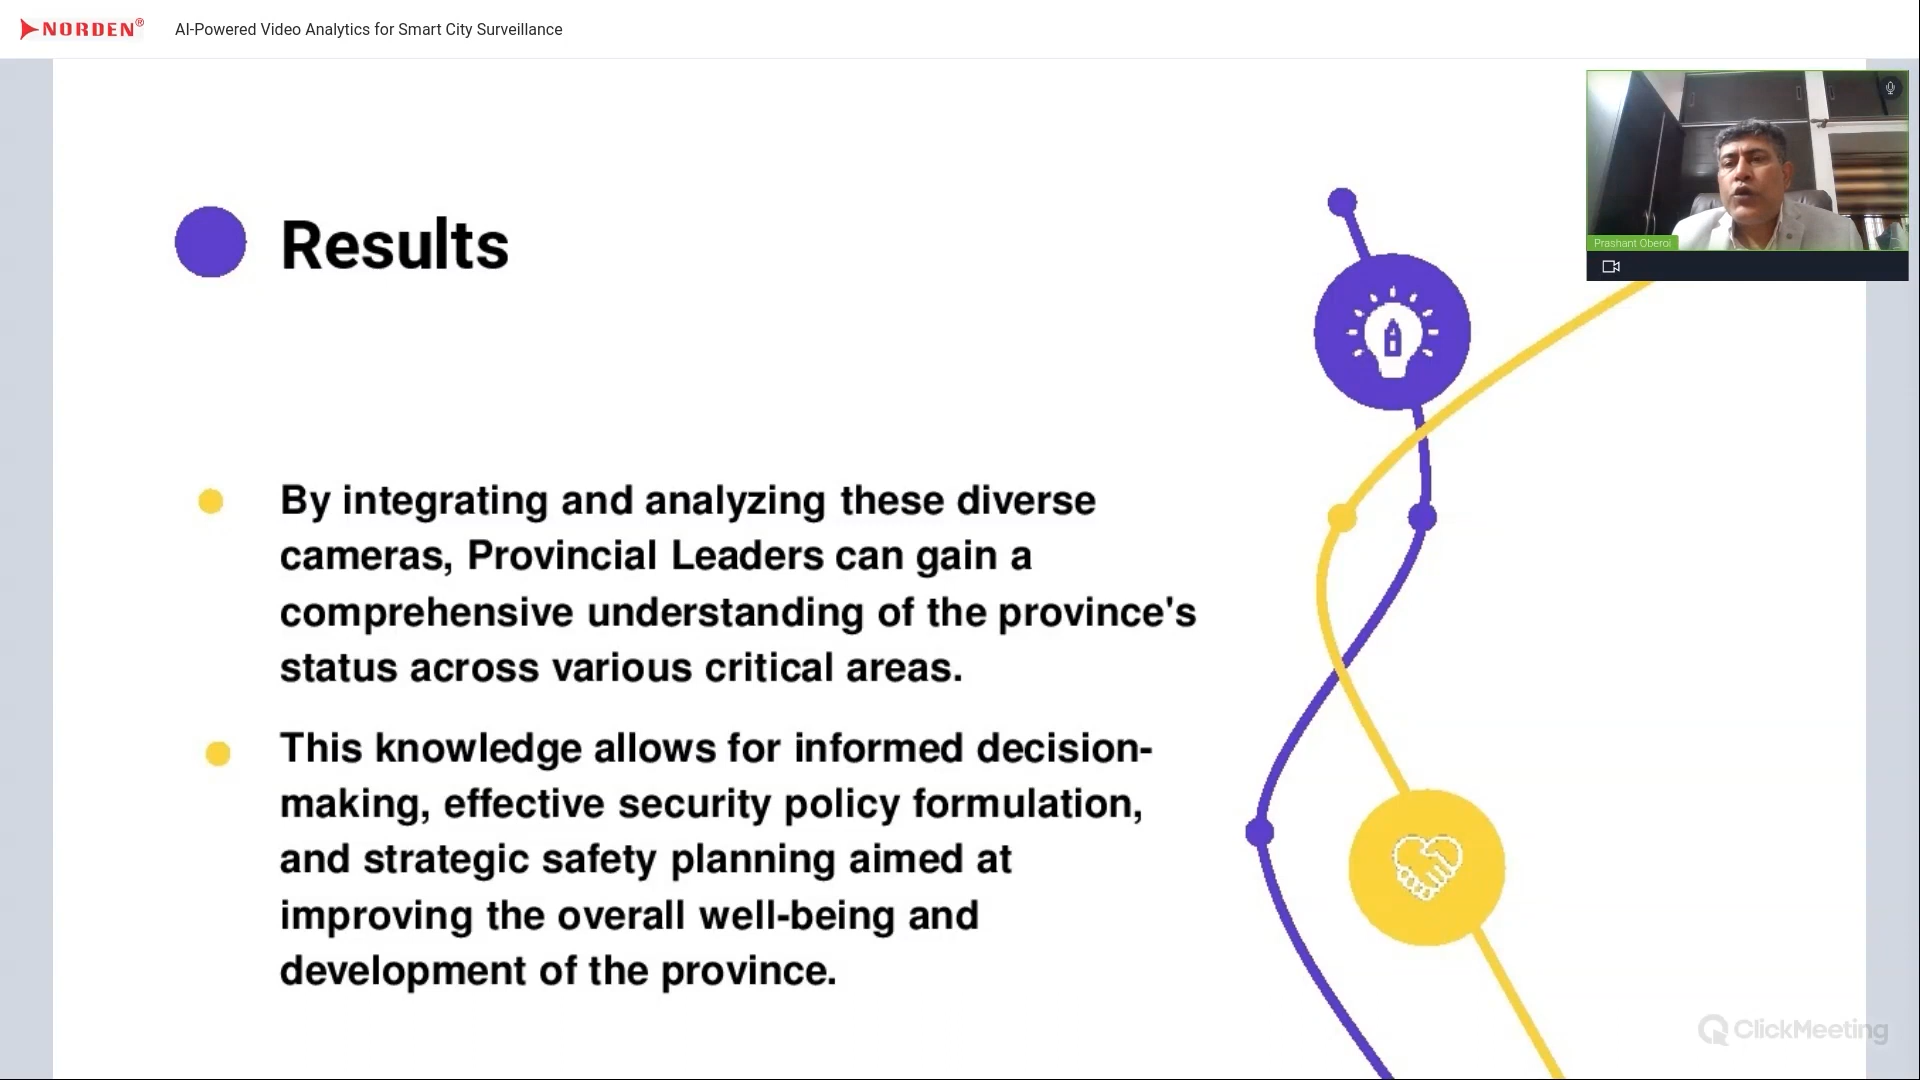 NORDEN®
AI-Powered Video Analytics for Smart City Surveillance
Prashant Oberoi
Results
By integrating and analyzing these diverse
cameras, Provincial Leaders can gain a
comprehensive understanding of the province's
status across various critical areas.
This knowledge allows for informed decision-
making, effective security policy formulation,
and strategic safety planning aimed at
improving the overall well-being and
development of the province.
ClickMeeting